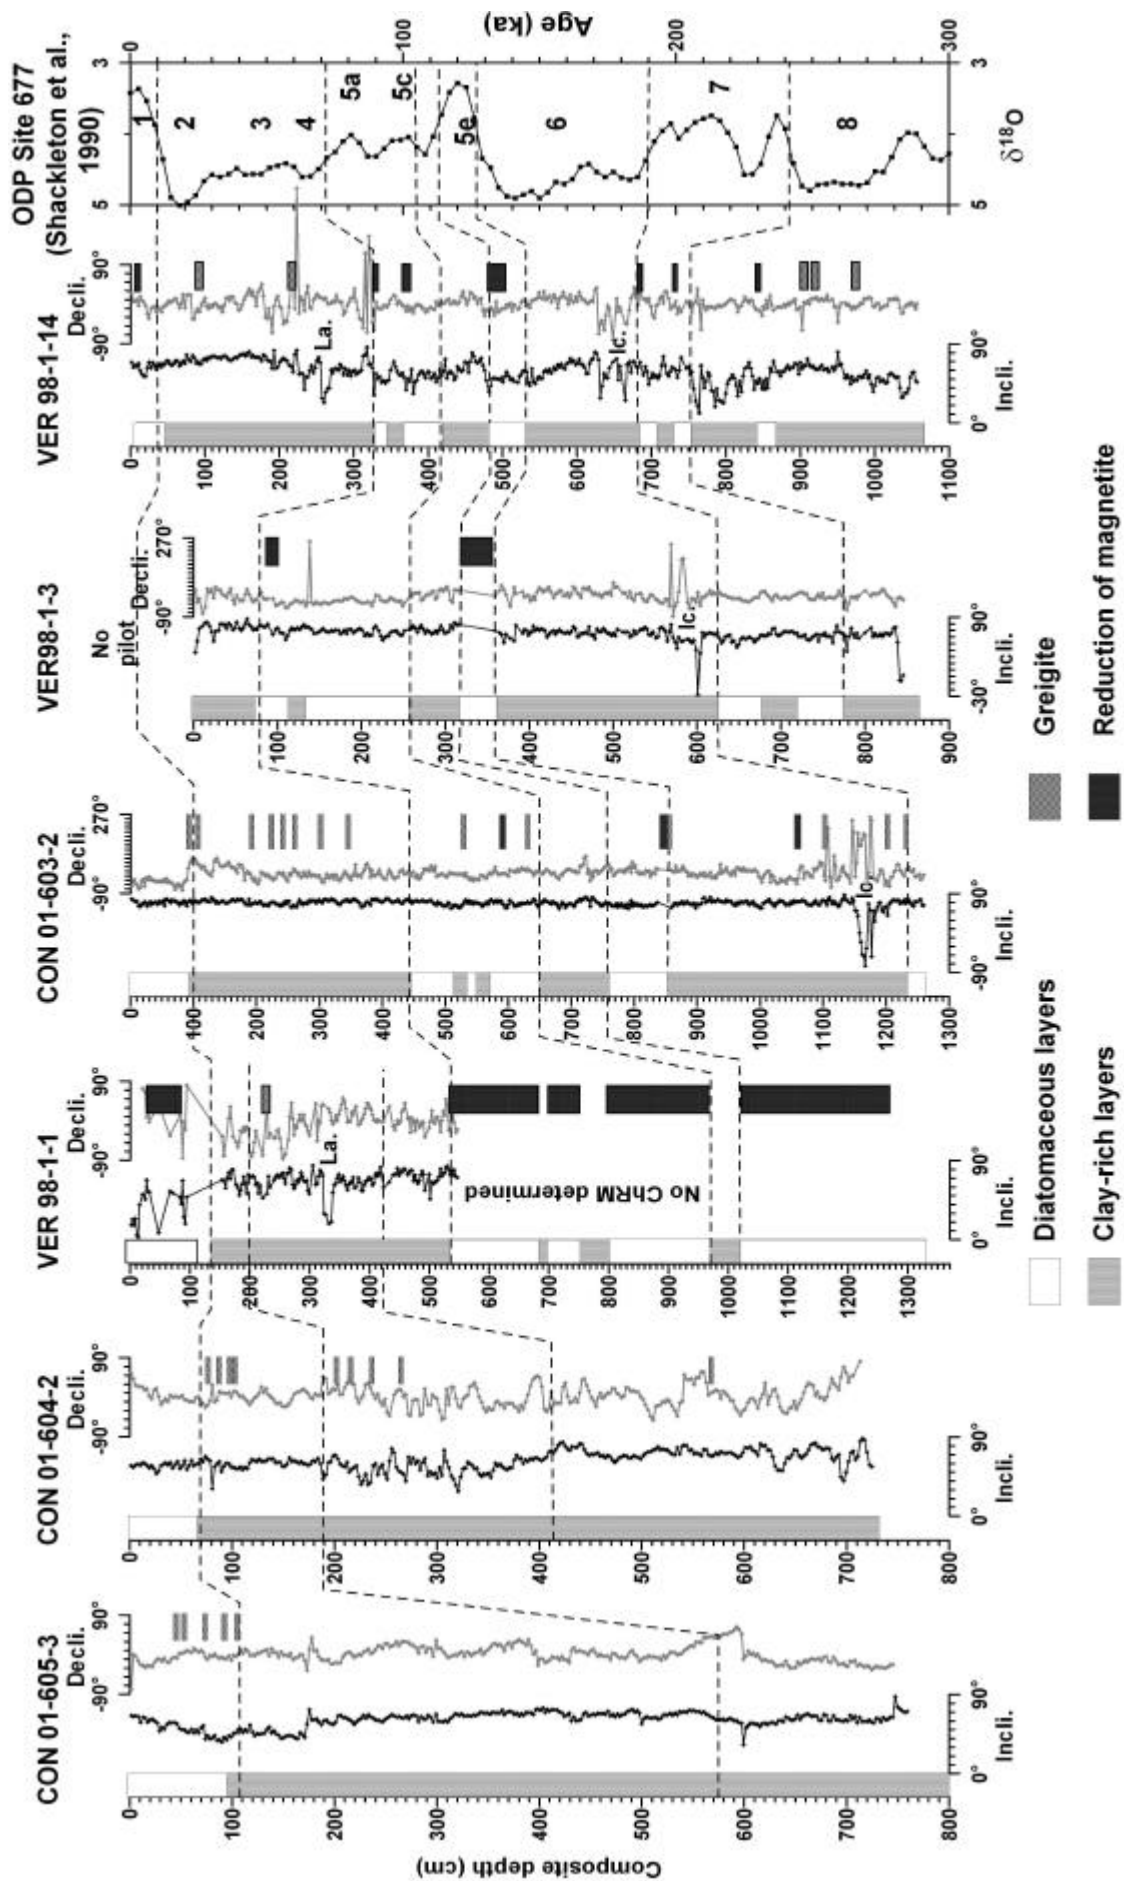 CON 01-605-3
CON 01-604-2
VER 98-1-1
CON 01-603-2
VER98-1-3
VER 98-1-14
ODP Site 677
(Shackleton et al.,
1990)
Composite depth (cm)
0 100 200 300 400 500 600 700 800
Decli.
-90° 90°
0° 90°
Incli.
0 100 200 300 400 500 600 700 800
Decli.
-90° 90°
0° 90°
Incli.
0 100 200 300 400 500 600 700 800 900 1000 1100 1200 1300
Decli.
-90° 90°
La.
No ChRM determined
0° 90°
Incli.
0 100 200 300 400 500 600 700 800 900 1000 1100 1200 1300
Decli.
-90° 270°
Ic.
-90° 90°
Incli.
No
pilot
0 100 200 300 400 500 600 700 800 900
Decli.
-90° 270°
Ic.
-30° 90°
Incli.
0 100 200 300 400 500 600 700 800 900 1000 1100
Decli.
-90° 90°
La.
Ic.
0° 90°
Incli.
5 3
1
2
3
4
5a
5c
5e
6
7
8
5 3
δ18O
0 100 200 300
Age (ka)
Diatomaceous layers
Clay-rich layers
Greigite
Reduction of magnetite